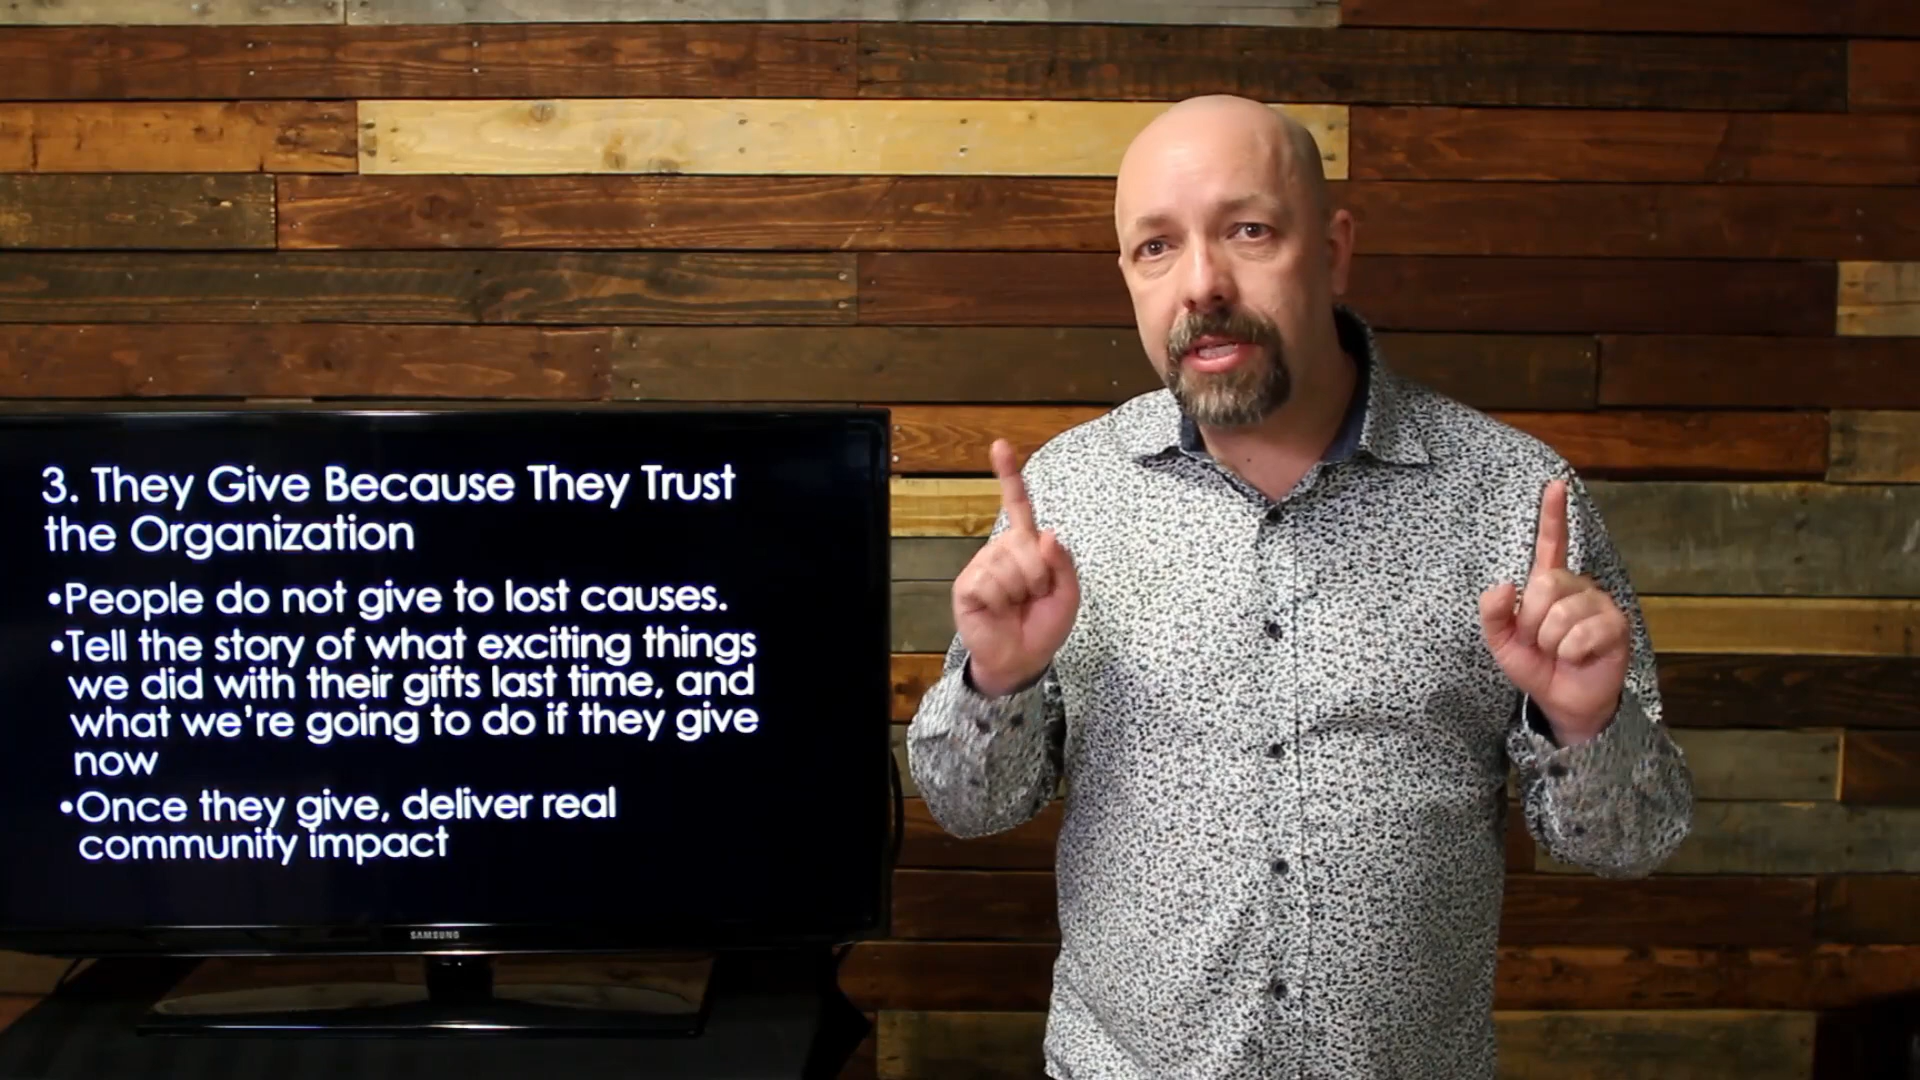 3. They Give Because They Trust
the Organization
•People do not give to lost causes.
•Tell the story of what exciting things
we did with their gifts last time, and
what we're going to do if they give
now
•Once they give, deliver real
community impact
SAMSUNG